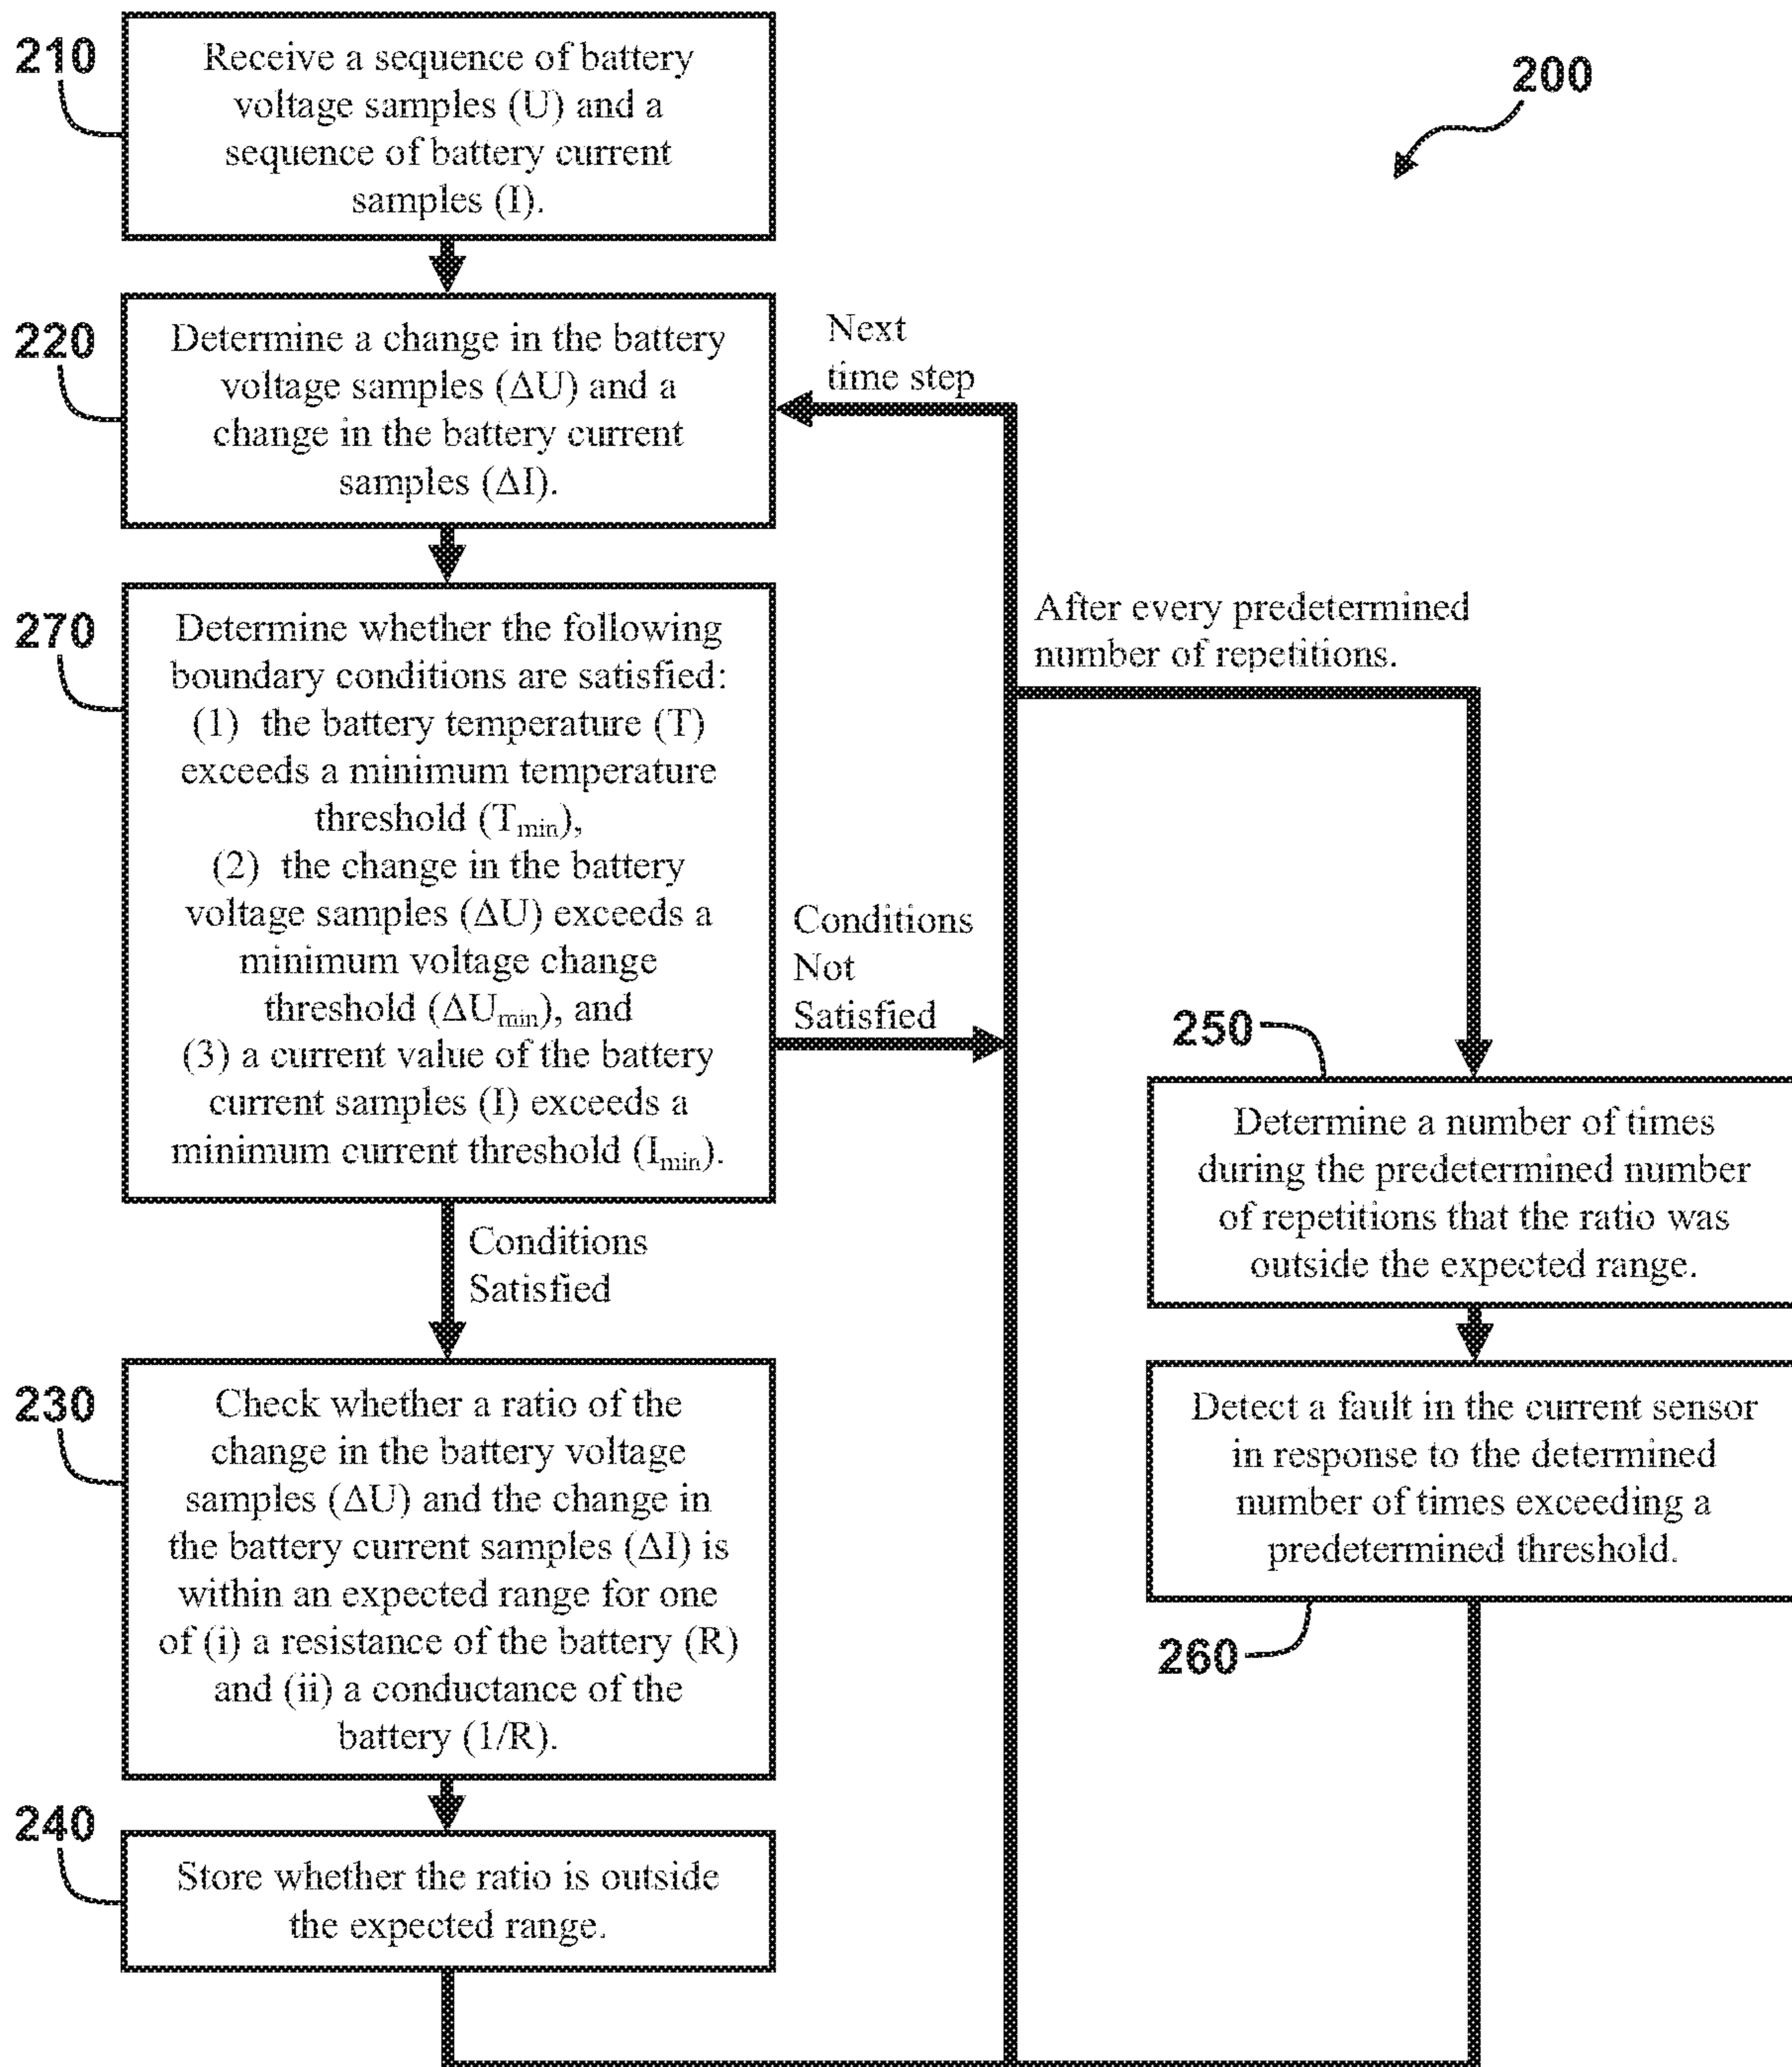 210
Receive a sequence of battery
voltage samples (U) and a
sequence of battery current
samples (I).
200
220
Determine a change in the battery
voltage samples (ΔU) and a
change in the battery current
samples (ΔI).
Next
time step
270
Determine whether the following
boundary conditions are satisfied:
(1) the battery temperature (T)
exceeds a minimum temperature
threshold (Tmin),
(2) the change in the battery
voltage samples (ΔU) exceeds a
minimum voltage change
threshold (ΔUmin), and
(3) a current value of the battery
current samples (I) exceeds a
minimum current threshold (Imin).
After every predetermined
number of repetitions.
Conditions
Not
Satisfied
Conditions
Satisfied
230
Check whether a ratio of the
change in the battery voltage
samples (ΔU) and the change in
the battery current samples (ΔI) is
within an expected range for one
of (i) a resistance of the battery (R)
and (ii) a conductance of the
battery (1/R).
240
Store whether the ratio is outside
the expected range.
250
Determine a number of times
during the predetermined number
of repetitions that the ratio was
outside the expected range.
Detect a fault in the current sensor
in response to the determined
number of times exceeding a
predetermined threshold.
260